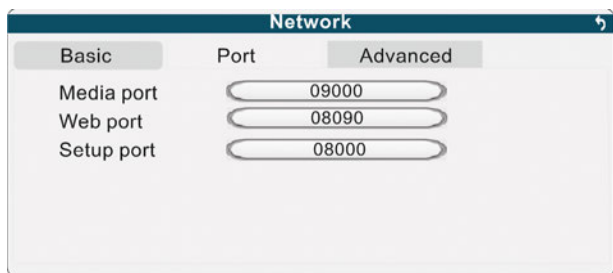 Network
Basic Port Advanced
Media port 09000
Web port 08090
Setup port 08000